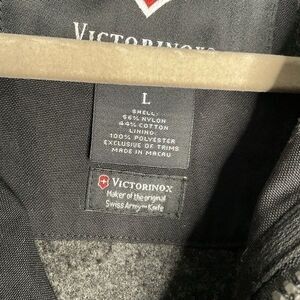 VICTORINOX
L
SHELL:
56% NYLON
44% COTTON
LINING:
100% POLYESTER
EXCLUSIVE OF TRIMS
MADE IN MACAU
VICTORINOX
Maker of the original
Swiss Army™ Knife